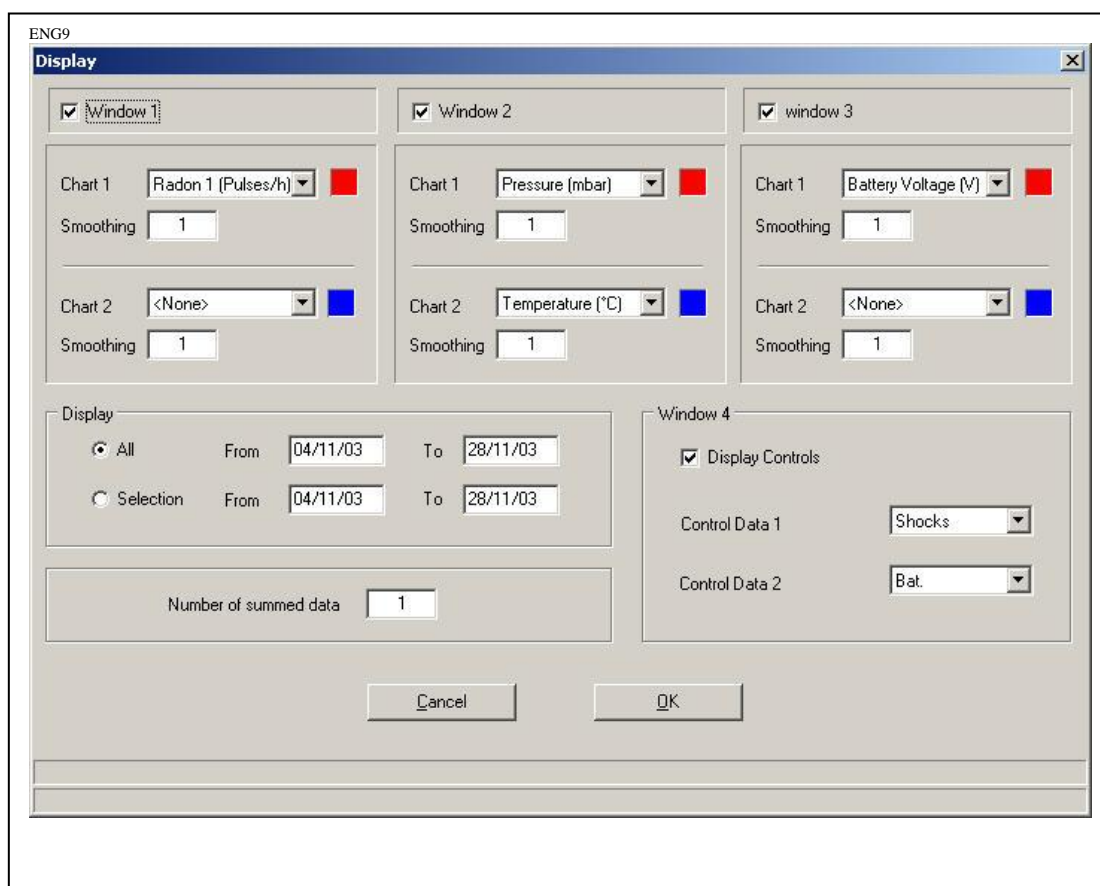 ENG9
Display
Window 1
Window 2
window 3
Chart 1 Radon 1 (Pulses/h)
Smoothing 1
Chart 2 <None>
Smoothing 1
Chart 1 Pressure (mbar)
Smoothing 1
Chart 2 Temperature (°C)
Smoothing 1
Chart 1 Battery Voltage (V)
Smoothing 1
Chart 2 <None>
Smoothing 1
Display
All From 04/11/03 To 28/11/03
Selection From 04/11/03 To 28/11/03
Number of summed data 1
Window 4
Display Controls
Control Data 1 Shocks
Control Data 2 Bat.
Cancel
OK